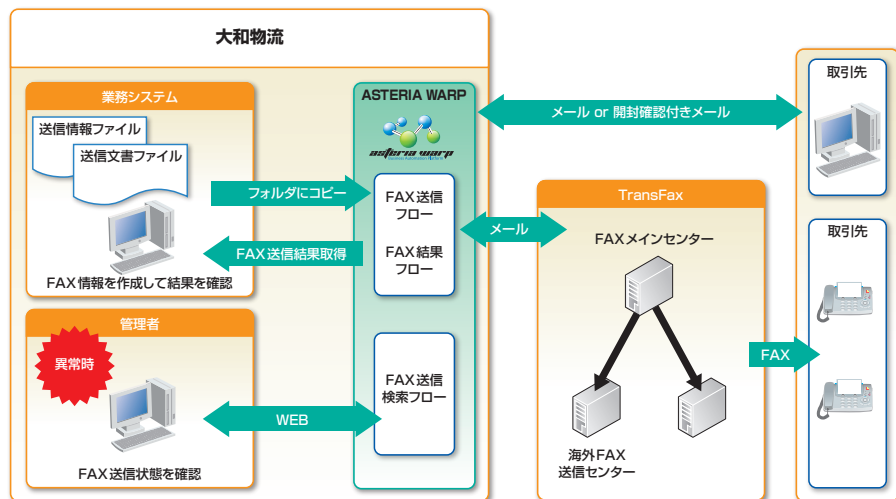 大和物流
業務システム
送信情報ファイル
送信文書ファイル
FAX情報を作成して結果を確認
フォルダにコピー
FAX送信結果取得
管理者
異常時
FAX送信状態を確認
WEB
ASTERIA WARP
asteria warp
Business Automation Platform
FAX送信
フロー
FAX結果
フロー
FAX送信
検索フロー
メール or 開封確認付きメール
メール
TransFax
FAXメインセンター
海外FAX
送信センター
FAX
取引先
取引先